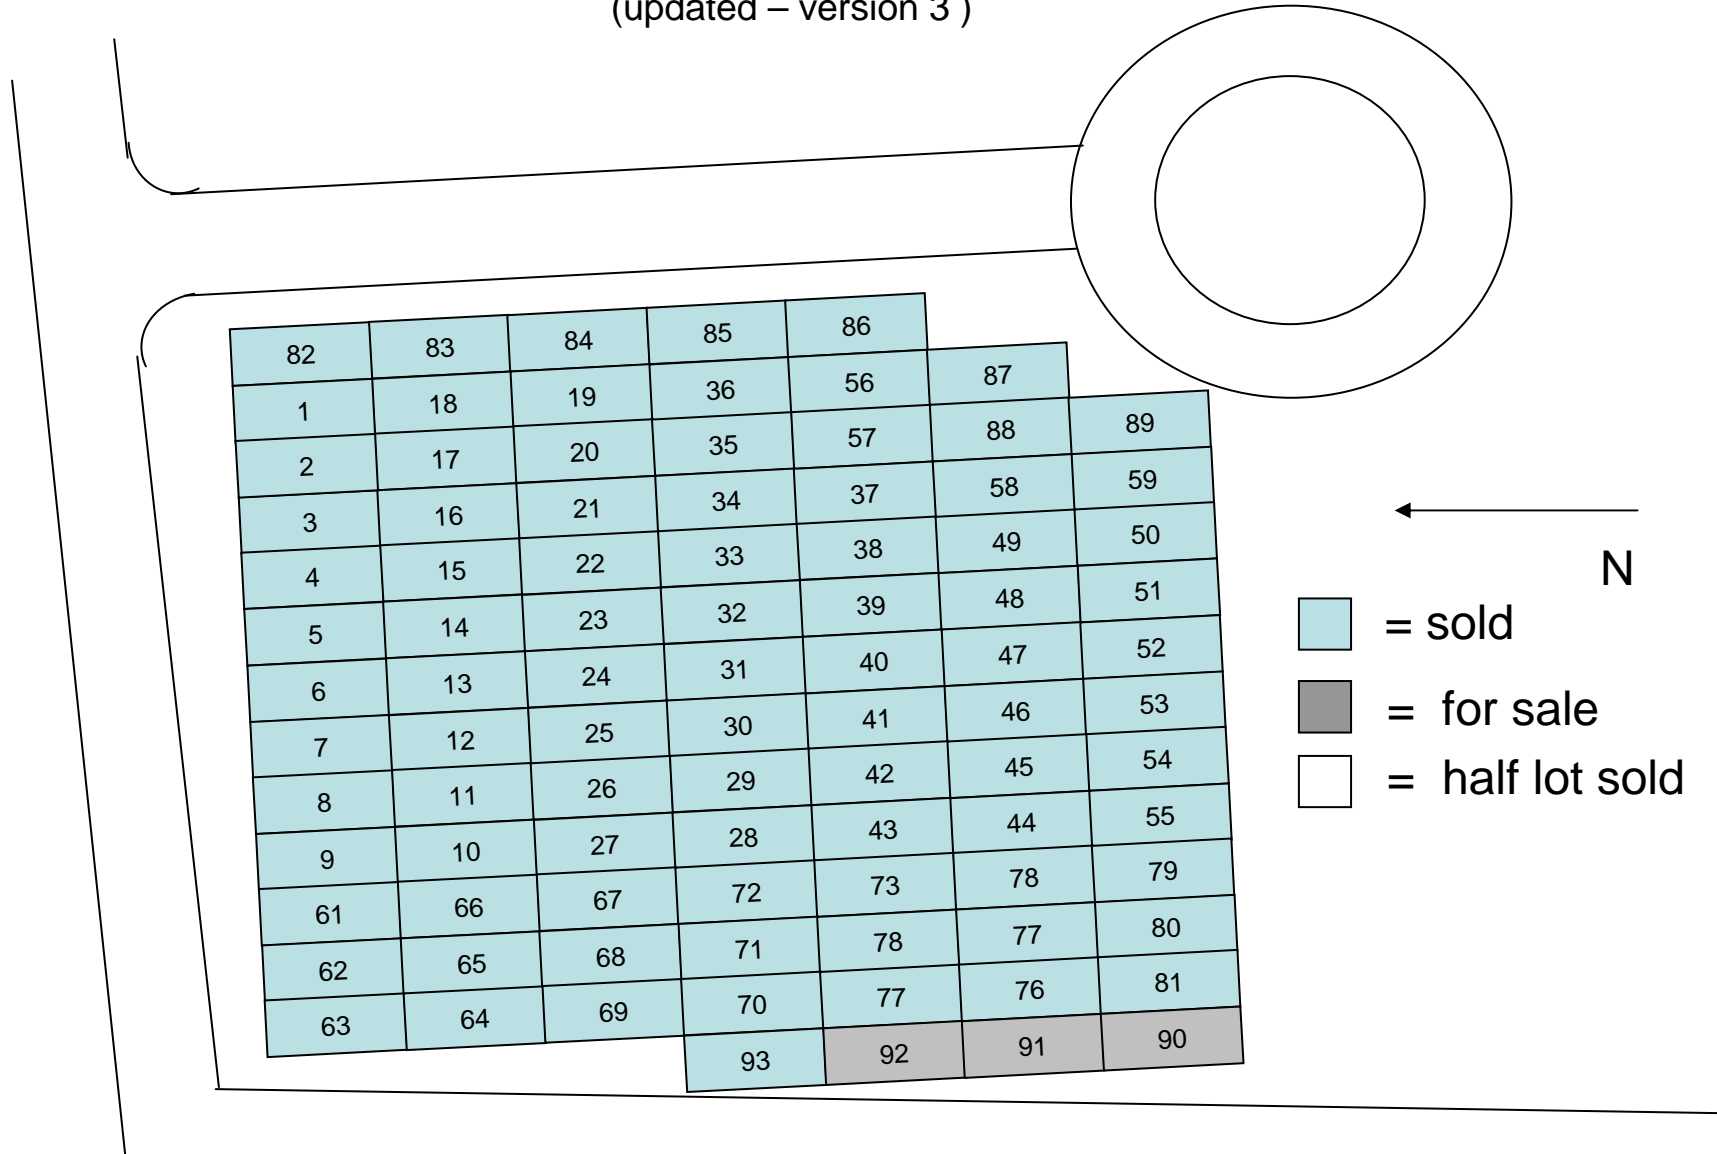 (updated – version 3 )
82 83 84 85 86
1 18 19 36 56 87
2 17 20 35 57 88 89
3 16 21 34 37 58 59
4 15 22 33 38 49 50
5 14 23 32 39 48 51
6 13 24 31 40 47 52
7 12 25 30 41 46 53
8 11 26 29 42 45 54
9 10 27 28 43 44 55
61 66 67 72 73 78 79
62 65 68 71 78 77 80
63 64 69 70 77 76 81
93 92 91 90
N
= sold
= for sale
= half lot sold